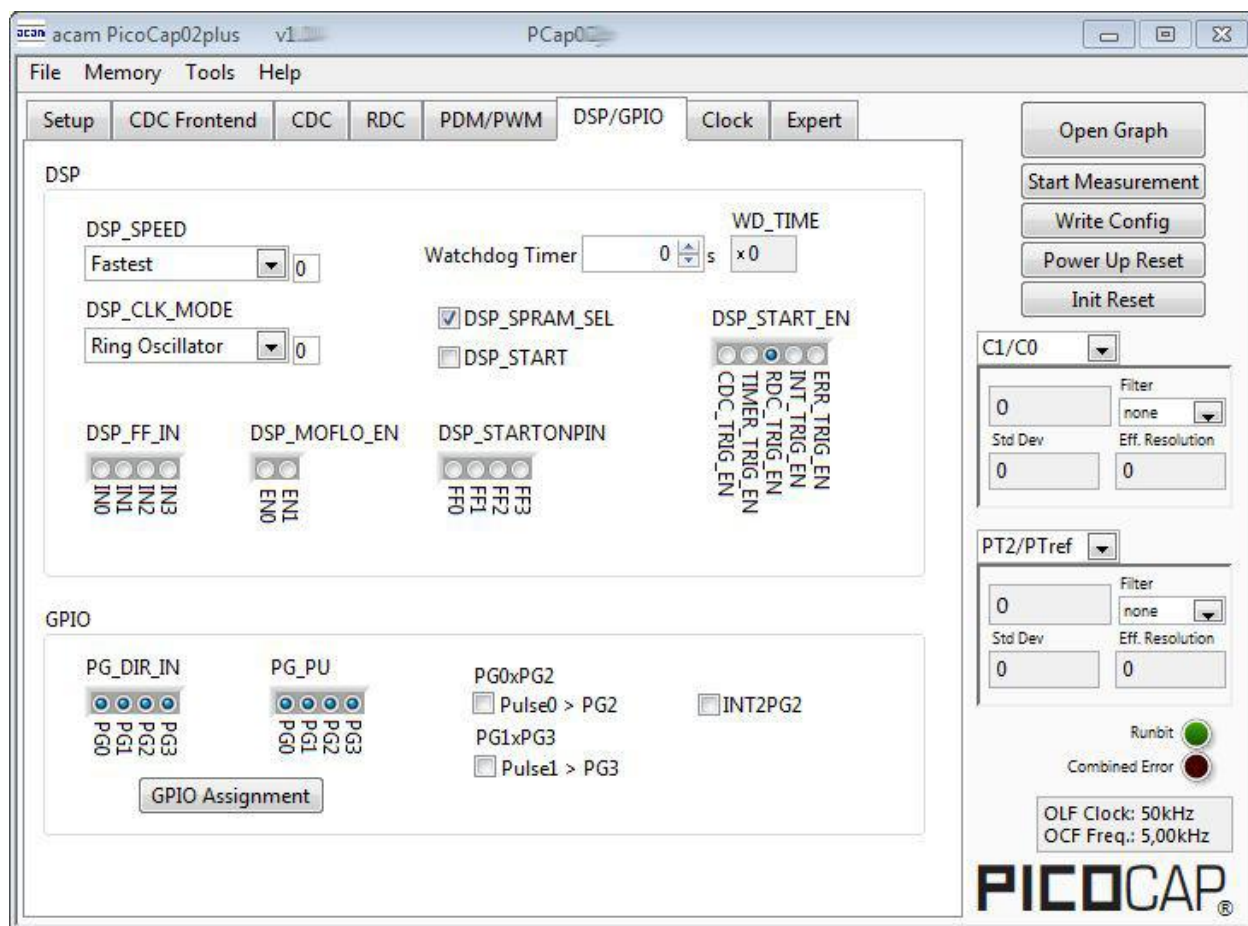 acam acam PicoCap02plus
File Memory Tools Help
Setup CDC Frontend CDC RDC PDM/PWM DSP/GPIO Clock Expert
DSP
DSP_SPEED
Fastest 0
Watchdog Timer 0 s
WD_TIME
x 0
DSP_CLK_MODE
Ring Oscillator 0
DSP_SPRAM_SEL
DSP_START
DSP_START_EN
CDC_TRIG_EN
TIMER_TRIG_EN
RDC_TRIG_EN
INT_TRIG_EN
ERR_TRIG_EN
DSP_FF_IN
IN0
IN1
IN2
IN3
DSP_MOFLO_EN
EN0
EN1
DSP_STARTONPIN
FF0
FF1
FF2
FF3
GPIO
PG_DIR_IN
PG0
PG1
PG2
PG3
PG_PU
PG0
PG1
PG2
PG3
PG0xPG2
Pulse0 > PG2
PG1xPG3
Pulse1 > PG3
INT2PG2
GPIO Assignment
Open Graph
Start Measurement
Write Config
Power Up Reset
Init Reset
C1/C0
Filter
0 none
Std Dev Eff. Resolution
0 0
PT2/PTref
Filter
0 none
Std Dev Eff. Resolution
0 0
Runbit
Combined Error
OLF Clock: 50kHz
OCF Freq.: 5,00kHz
PICOCAP®